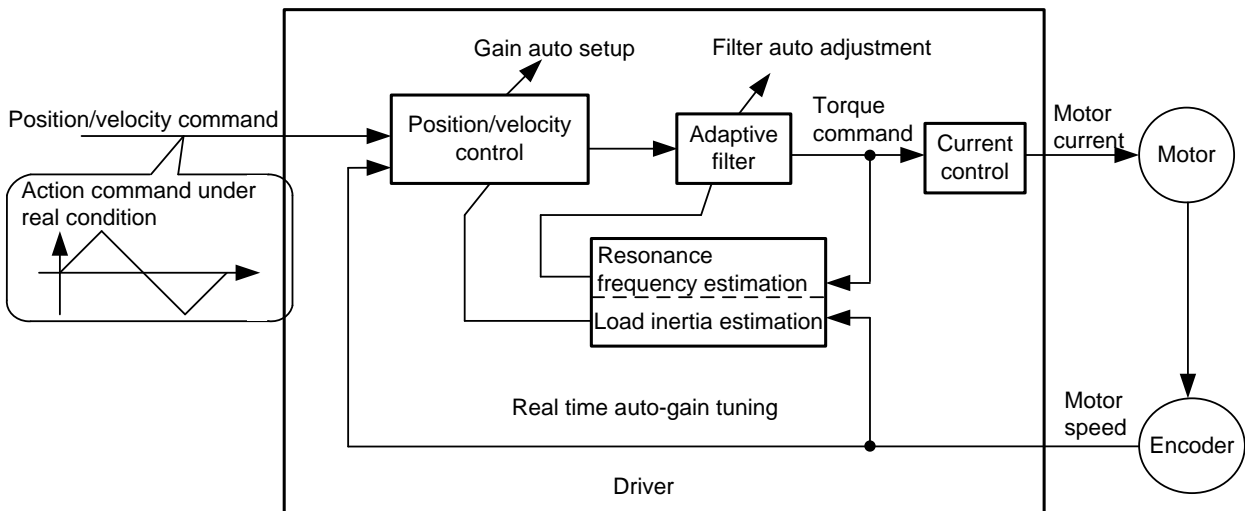 Gain auto setup
Filter auto adjustment
Position/velocity command
Position/velocity
control
Adaptive
filter
Torque
command
Current
control
Motor
current
Motor
Action command under
real condition
Resonance
frequency estimation
Load inertia estimation
Real time auto-gain tuning
Motor
speed
Encoder
Driver